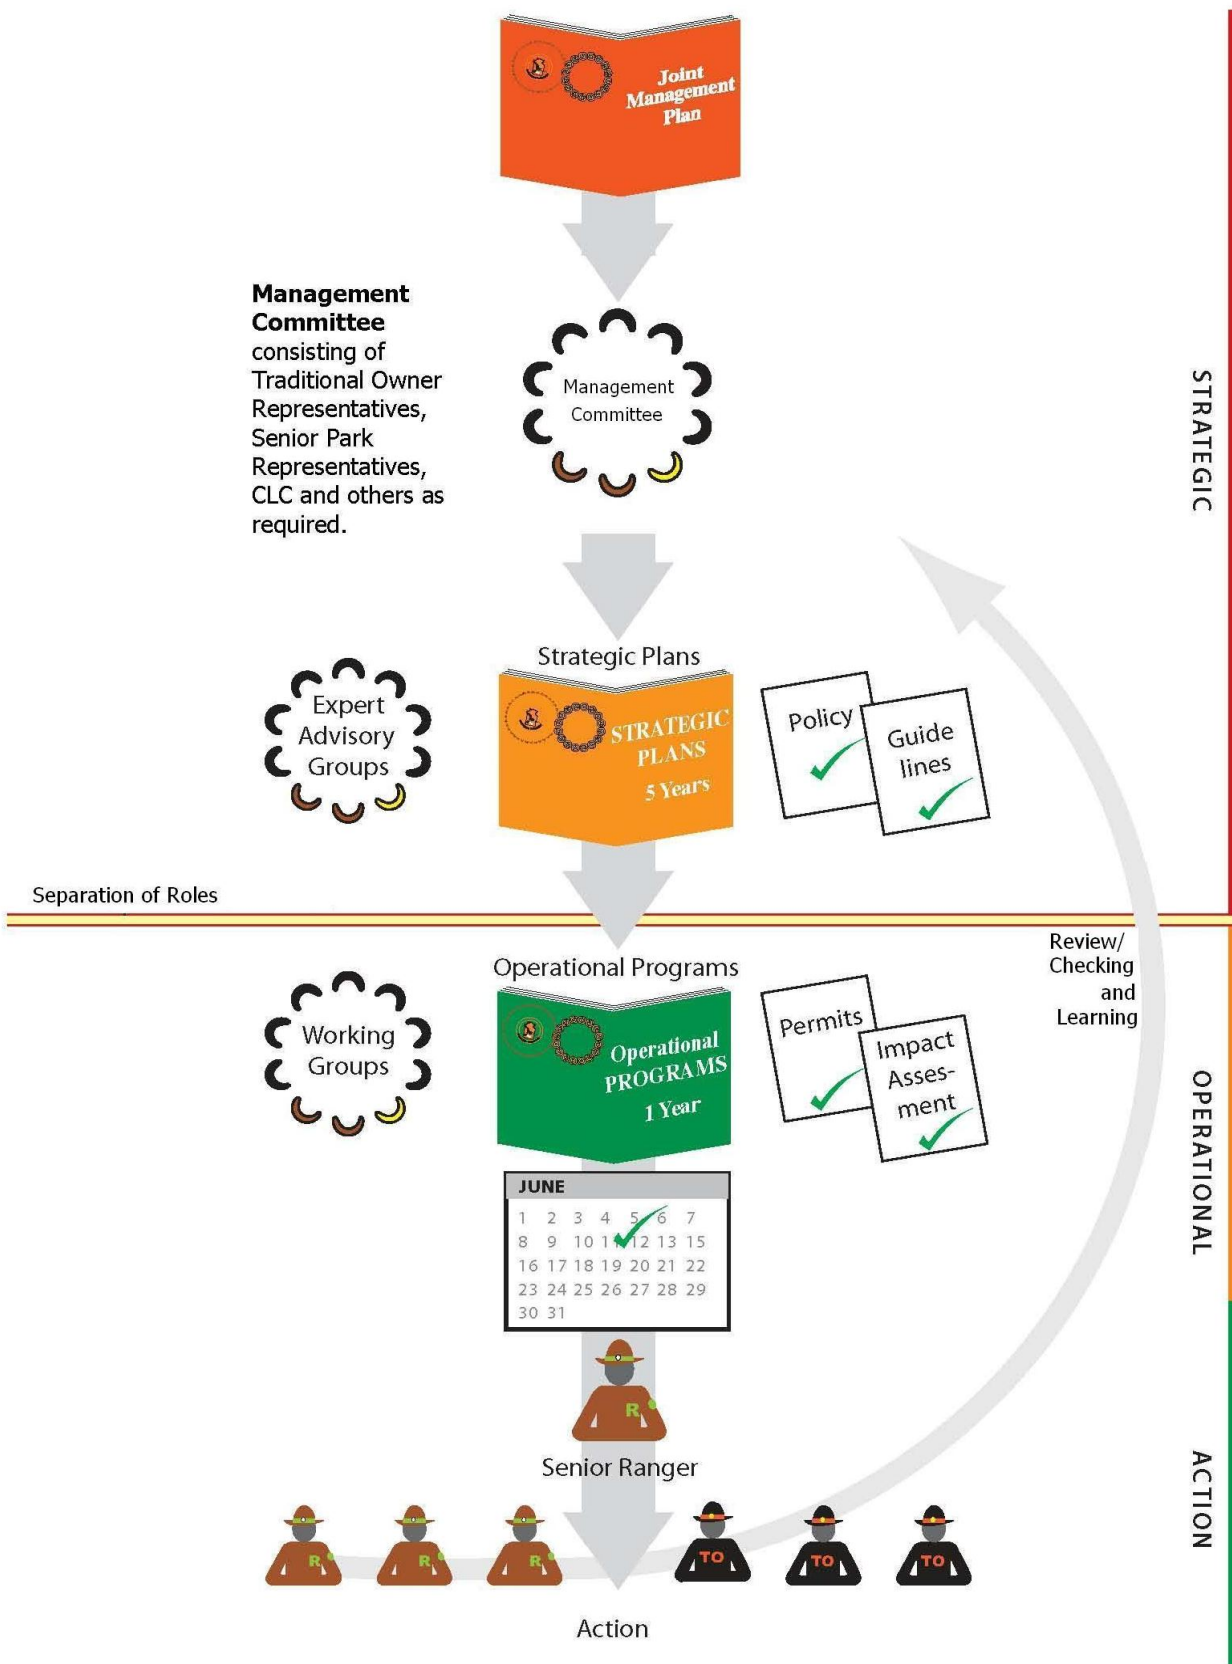 Joint
Management
Plan
Management
Committee
consisting of
Traditional Owner
Representatives,
Senior Park
Representatives,
CLC and others as
required.
Management
Committee
STRATEGIC
Strategic Plans
Expert
Advisory
Groups
STRATEGIC
PLANS
5 Years
Policy
Guide
lines
Separation of Roles
Review/
Checking
and
Learning
Operational Programs
Working
Groups
Operational
PROGRAMS
1 Year
Permits
Impact
Asses-
ment
OPERATIONAL
JUNE
1 2 3 4 5 6 7
8 9 10 11 12 13 15
16 17 18 19 20 21 22
23 24 25 26 27 28 29
30 31
R
Senior Ranger
ACTION
R R R TO TO TO
Action